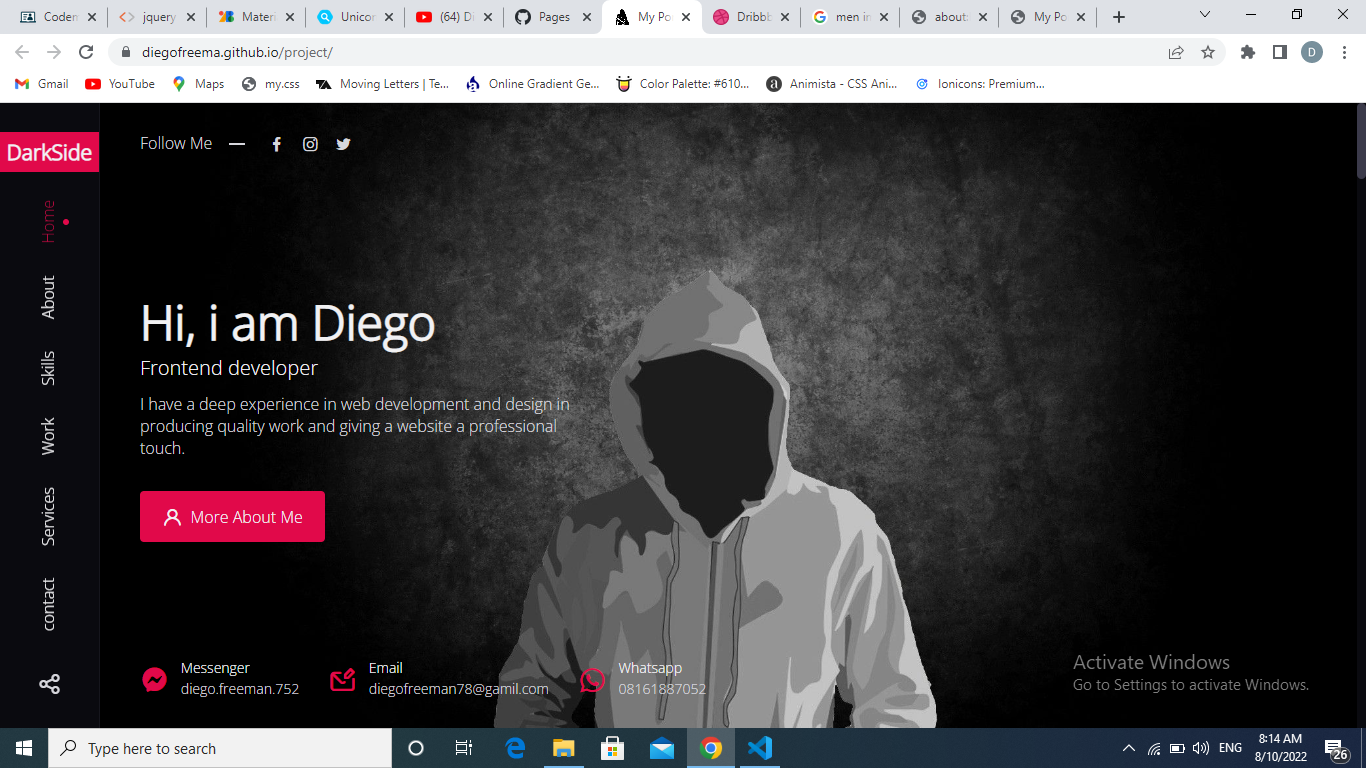 Codem
jquery
Materi
Unicor
(64) Di
Pages
My Po
Dribbb
men in
about:
My Po
diegofreema.github.io/project/
D
Gmail
YouTube
Maps
my.css
Moving Letters | Te...
Online Gradient Ge...
Color Palette: #610...
Animista - CSS Ani...
Ionicons: Premium...
DarkSide
Home
About
Skills
Work
Services
contact
Follow Me
Hi, i am Diego
Frontend developer
I have a deep experience in web development and design in
producing quality work and giving a website a professional
touch.
More About Me
Messenger
diego.freeman.752
Email
diegofreeman78@gamil.com
Whatsapp
08161887052
Activate Windows
Go to Settings to activate Windows.
Type here to search
ENG
8:14 AM
8/10/2022
26